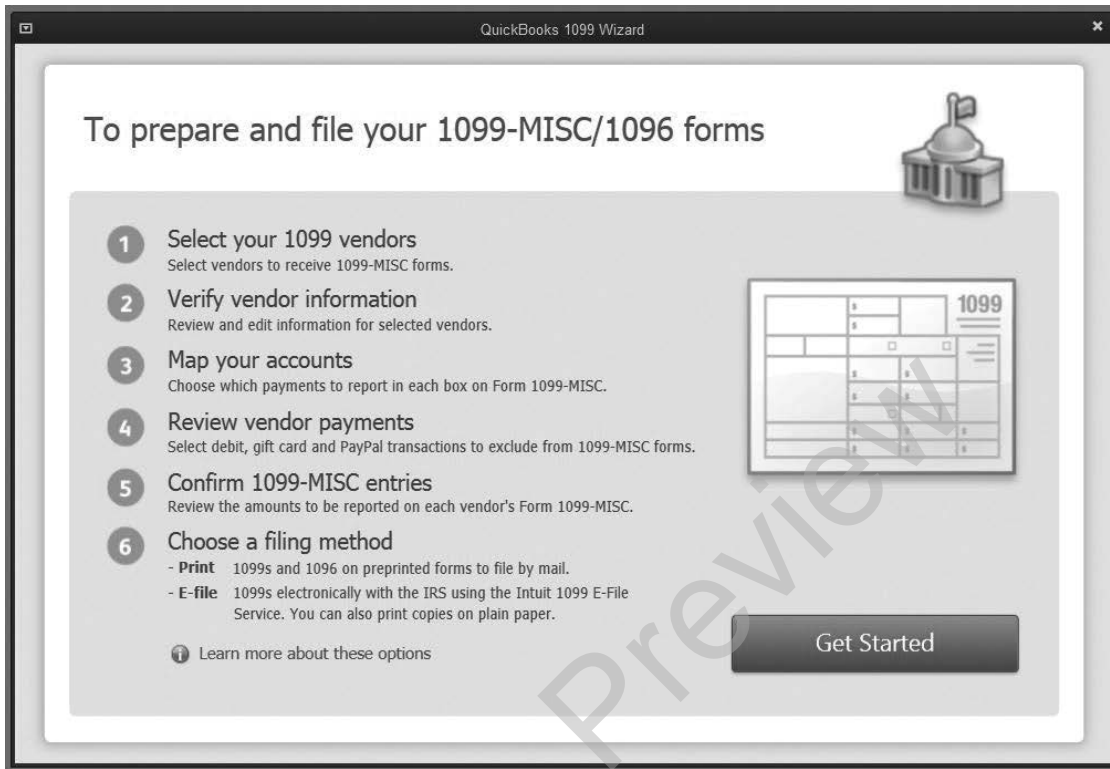 QuickBooks 1099 Wizard
To prepare and file your 1099-MISC/1096 forms
1 Select your 1099 vendors
Select vendors to receive 1099-MISC forms.
2 Verify vendor information
Review and edit information for selected vendors.
3 Map your accounts
Choose which payments to report in each box on Form 1099-MISC.
4 Review vendor payments
Select debit, gift card and PayPal transactions to exclude from 1099-MISC forms.
5 Confirm 1099-MISC entries
Review the amounts to be reported on each vendor's Form 1099-MISC.
6 Choose a filing method
- Print 1099s and 1096 on preprinted forms to file by mail.
- E-file 1099s electronically with the IRS using the Intuit 1099 E-File
Service. You can also print copies on plain paper.
Learn more about these options
1099
Get Started
Preview